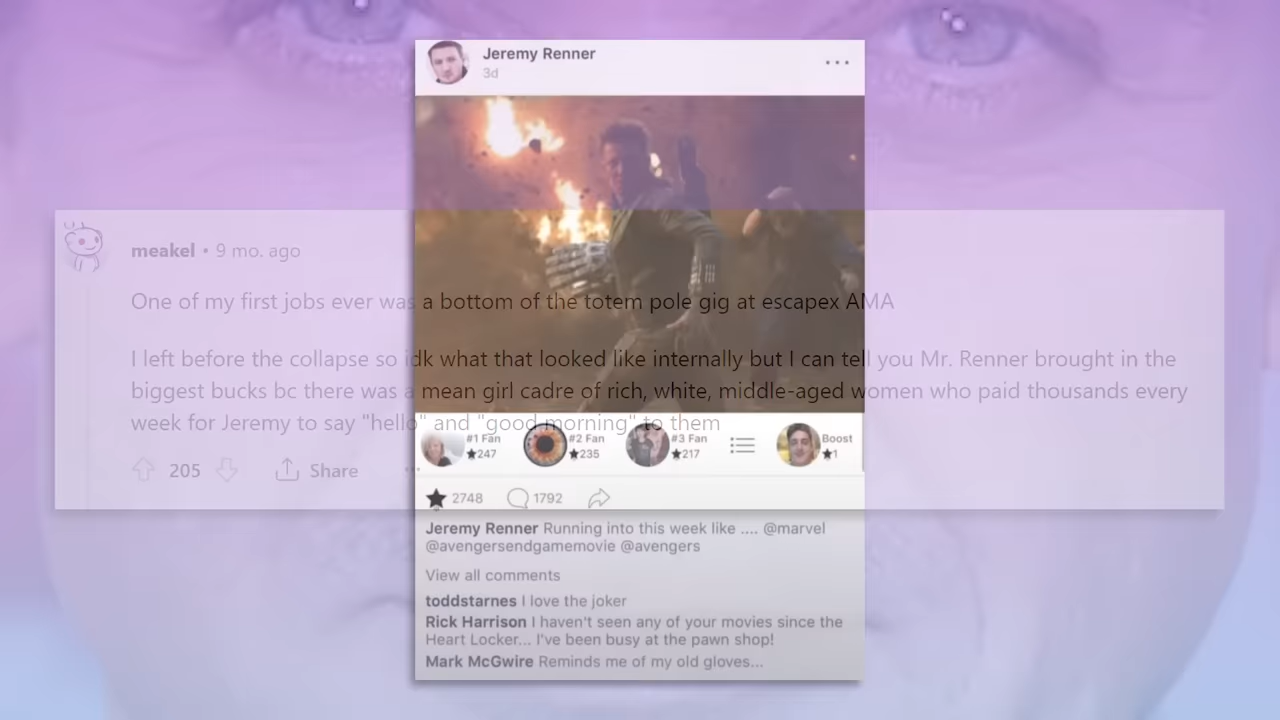 Jeremy Renner
3d
meakel • 9 mo. ago
One of my first jobs ever was a bottom of the totem pole gig at escapex AMA
I left before the collapse so idk what that looked like internally but I can tell you Mr. Renner brought in the
biggest bucks bc there was a mean girl cadre of rich, white, middle-aged women who paid thousands every
week for Jeremy to say "hello" and "good morning" to them
#1 Fan
★247
#2 Fan
★235
#3 Fan
★217
Boost
★1
205 Share
2748 1792
Jeremy Renner Running into this week like .... @marvel
@avengersendgamemovie @avengers
View all comments
toddstarnes I love the joker
Rick Harrison I haven't seen any of your movies since the
Heart Locker... I've been busy at the pawn shop!
Mark McGwire Reminds me of my old gloves...